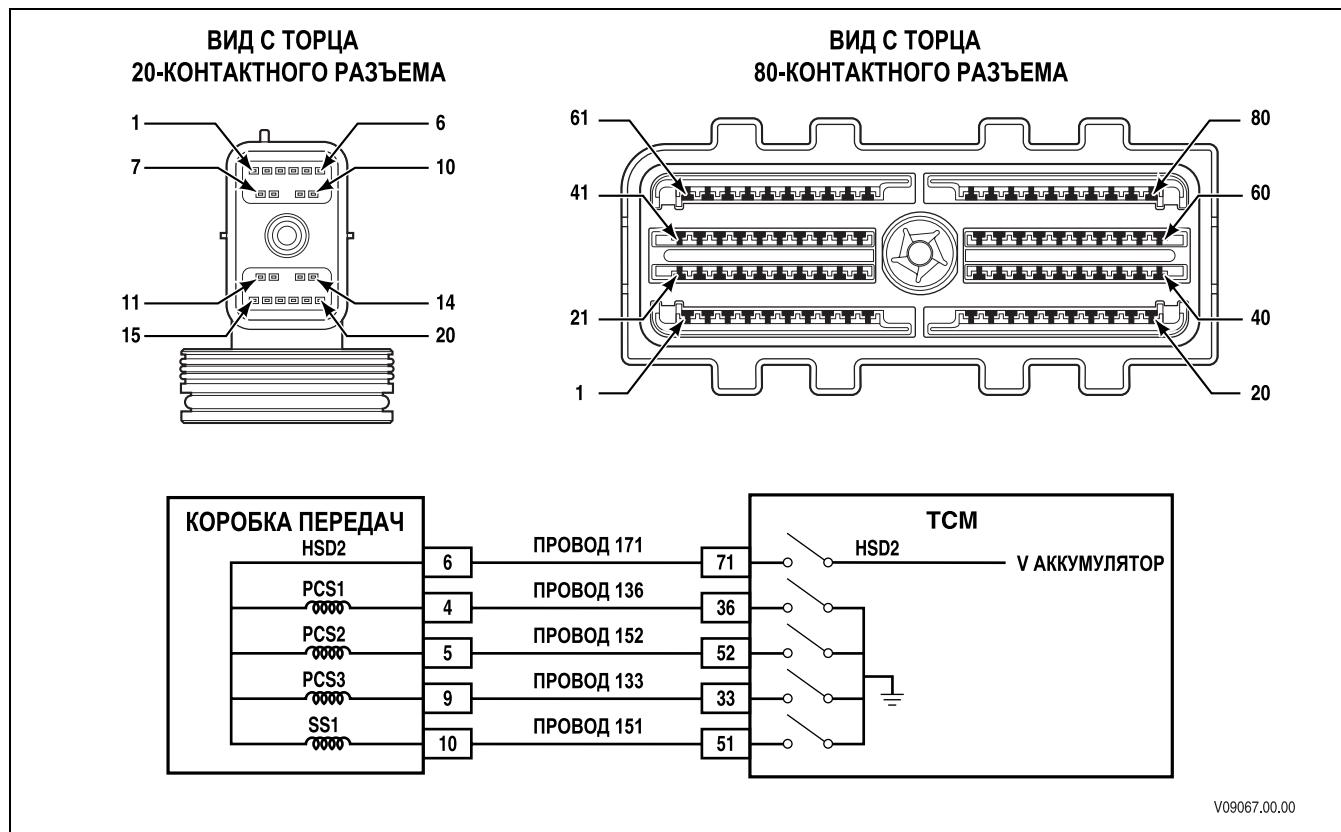 ВИД С ТОРЦА
20-КОНТАКТНОГО РАЗЪЕМА
1
6
7
10
11
14
15
20
ВИД С ТОРЦА
80-КОНТАКТНОГО РАЗЪЕМА
61
80
41
60
21
40
1
20
КОРОБКА ПЕРЕДАЧ
TCM
HSD2
6
ПРОВОД 171
71
HSD2
V АККУМУЛЯТОР
PCS1
4
ПРОВОД 136
36
PCS2
5
ПРОВОД 152
52
PCS3
9
ПРОВОД 133
33
SS1
10
ПРОВОД 151
51
V09067.00.00